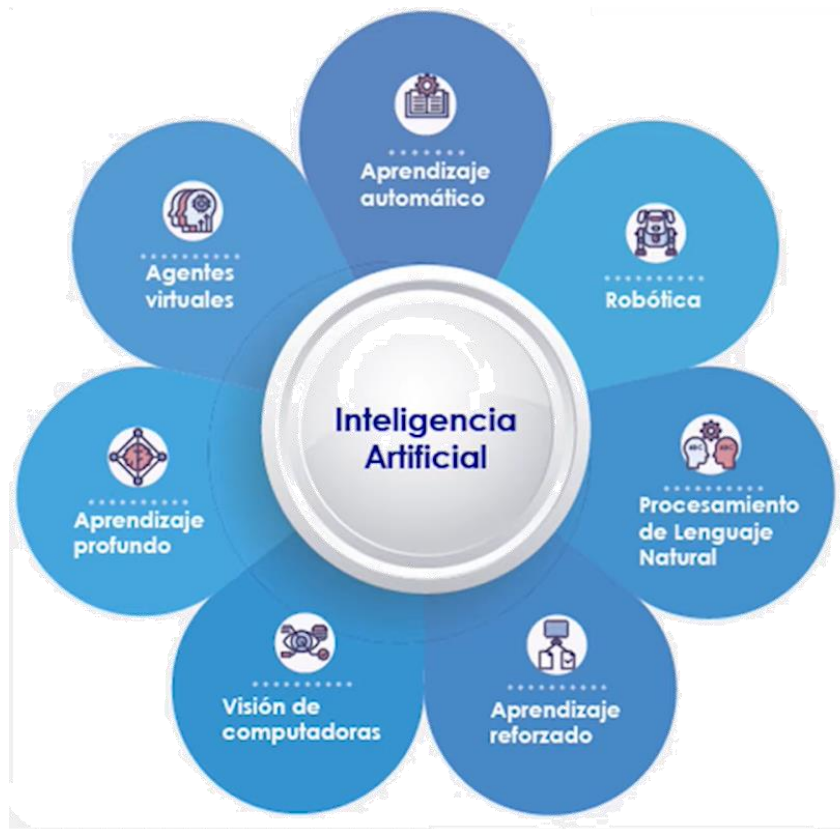 Aprendizaje
automático
Agentes
virtuales
Robótica
Inteligencia
Artificial
Aprendizaje
profundo
Procesamiento
de Lenguaje
Natural
Visión de
computadoras
Aprendizaje
reforzado